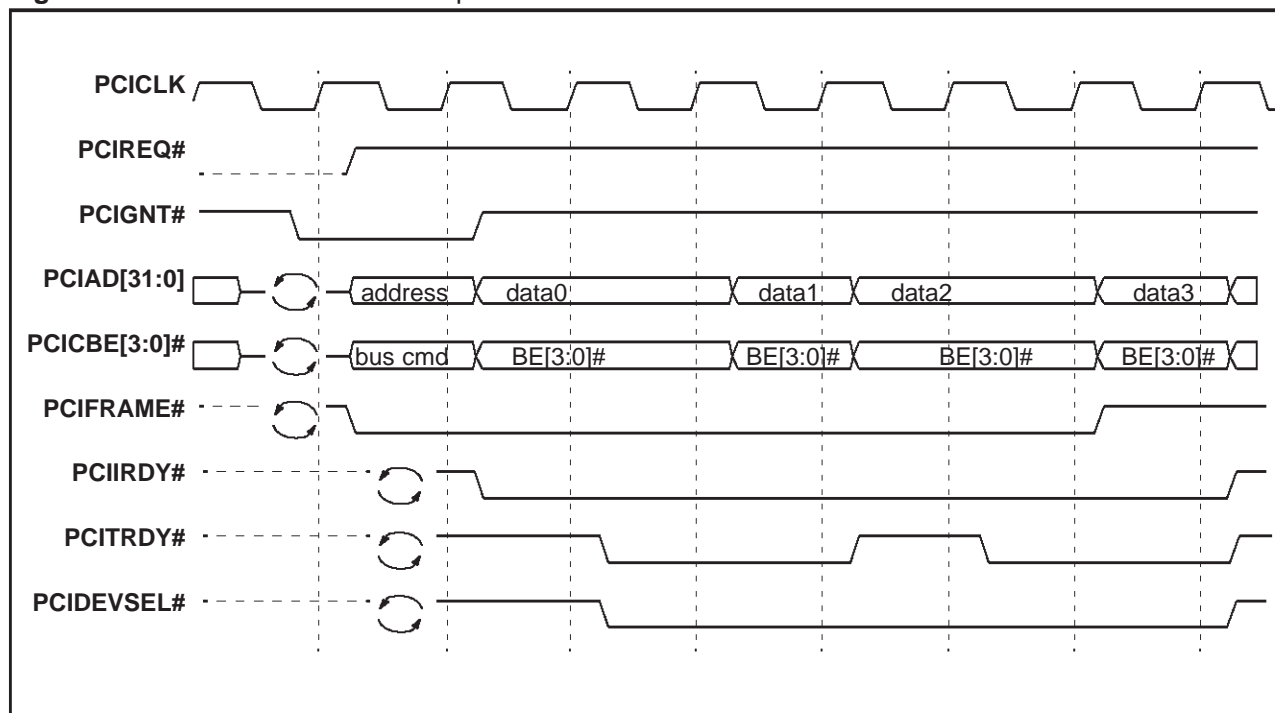 PCICLK
PCIREQ#
PCIGNT#
PCIAD[31:0] address data0 data1 data2 data3
PCICBE[3:0]# bus cmd BE[3:0]# BE[3:0]# BE[3:0]# BE[3:0]#
PCIFRAME#
PCIIRDY#
PCITRDY#
PCIDEVSEL#